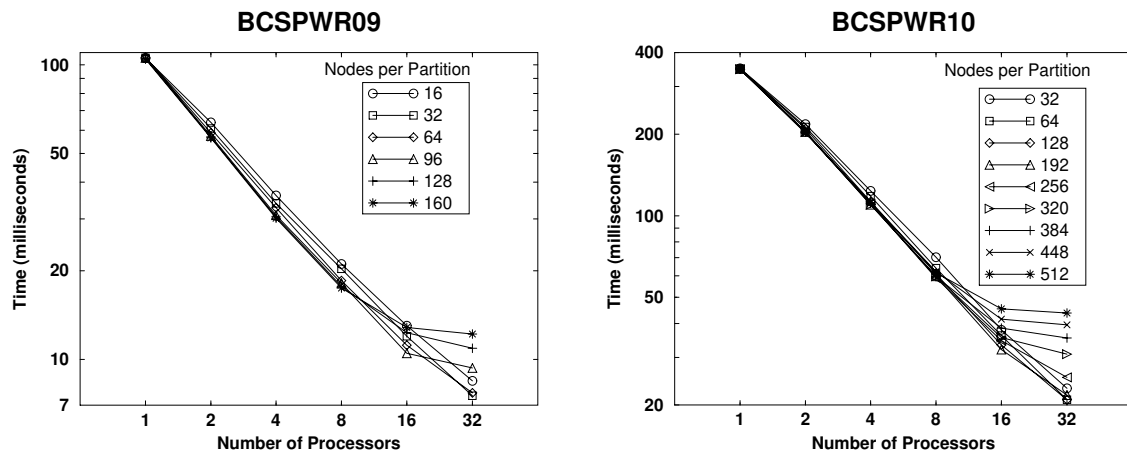 BCSPWR09
Time (milliseconds)
100
50
20
10
7
Nodes per Partition
16
32
64
96
128
160
1 2 4 8 16 32
Number of Processors
BCSPWR10
Time (milliseconds)
400
200
100
50
20
Nodes per Partition
32
64
128
192
256
320
384
448
512
1 2 4 8 16 32
Number of Processors